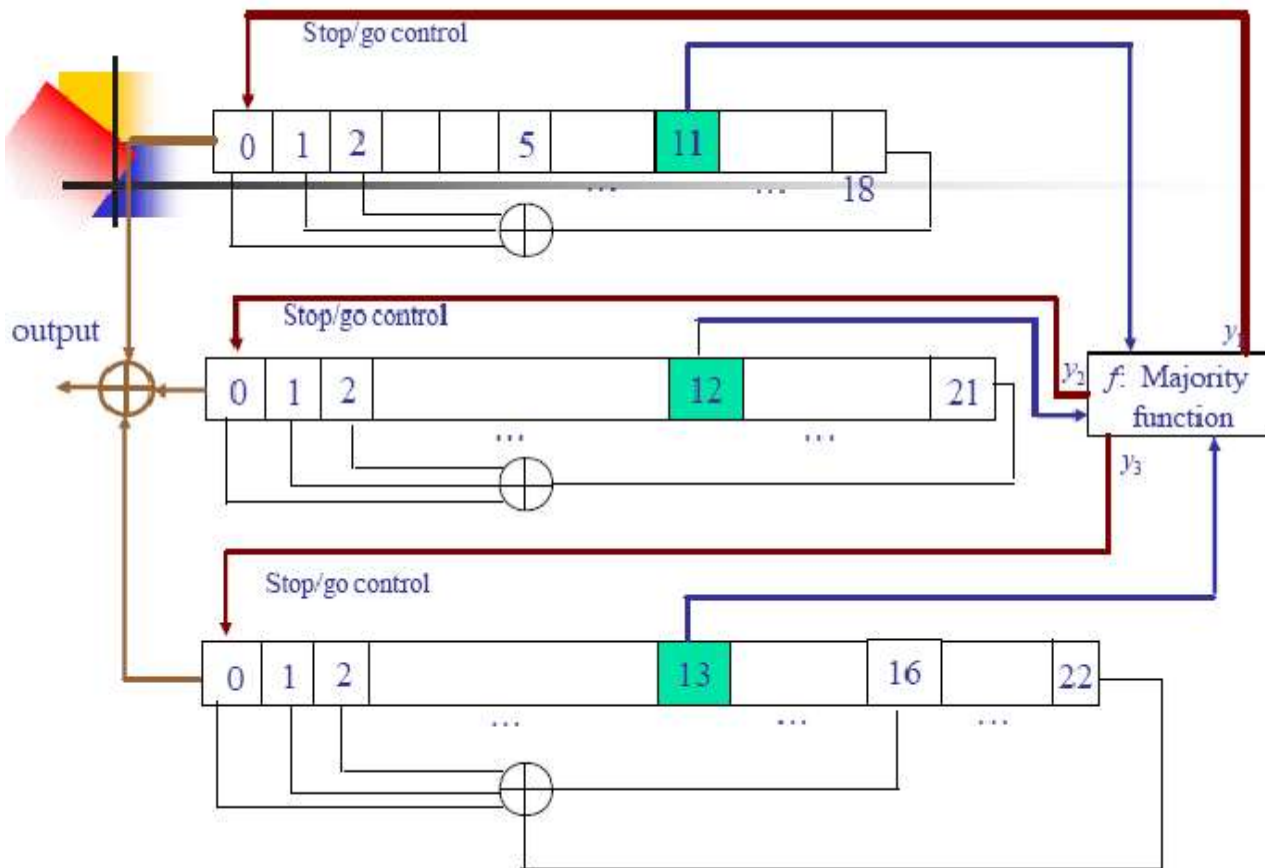 Stop/go control
0 1 2 5 11
... ... 18
Stop/go control
output
y1
y2
f: Majority function
0 1 2 12 21
... ...
y3
Stop/go control
0 1 2 13 16 22
... ... ...